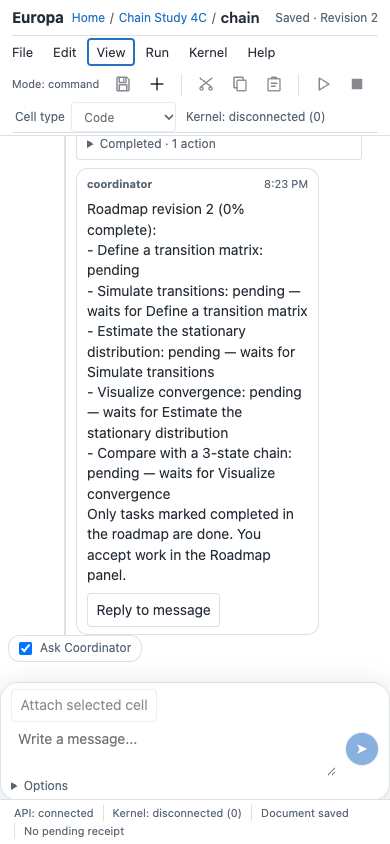 Europa Home / Chain Study 4C / chain Saved · Revision 2
File Edit View Run Kernel Help
Mode: command
Cell type Code Kernel: disconnected (0)
Completed · 1 action
coordinator 8:23 PM
Roadmap revision 2 (0%
complete):
- Define a transition matrix:
pending
- Simulate transitions: pending —
waits for Define a transition matrix
- Estimate the stationary
distribution: pending — waits for
Simulate transitions
- Visualize convergence: pending
— waits for Estimate the
stationary distribution
- Compare with a 3-state chain:
pending — waits for Visualize
convergence
Only tasks marked completed in
the roadmap are done. You
accept work in the Roadmap
panel.
Reply to message
Ask Coordinator
Attach selected cell
Write a message...
Options
API: connected Kernel: disconnected (0) Document saved
No pending receipt